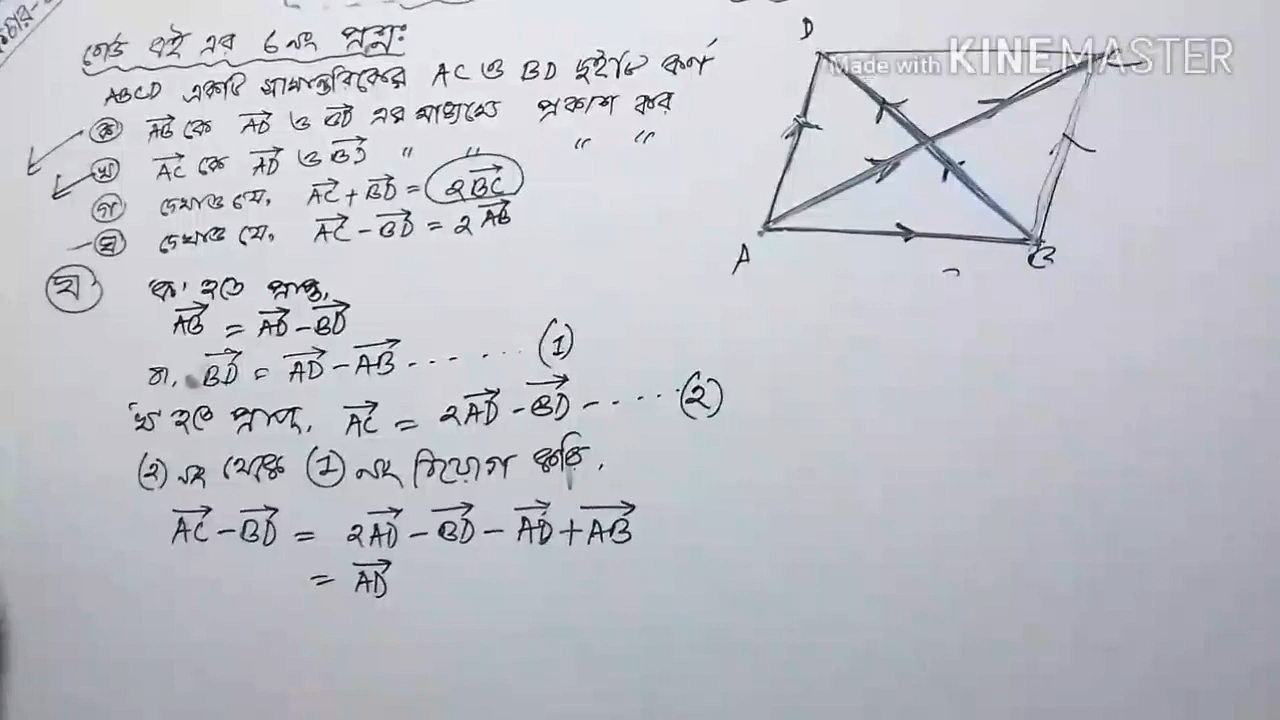 বোর্ড বই এর ৬ নং প্রশ্ন:
ABCD একটি সামান্তরিকের AC ও BD দুইটি কর্ণ
(ক) AB কে AD ও BD এর মাধ্যমে প্রকাশ কর
(খ) AC কে AD ও BD " " " "
(গ) দেখাও যে, AC + BD = 2BC
(ঘ) দেখাও যে, AC - BD = 2AB
(ঘ) 'ক' হতে প্রাপ্ত,
AB = AD - BD
বা, BD = AD - AB ...... (1)
'খ' হতে প্রাপ্ত, AC = 2AD - BD ...... (2)
(2) নং থেকে (1) নং বিয়োগ করি,
AC - BD = 2AD - BD - AD + AB
= AD
D
A
B
Made with KINEMASTER